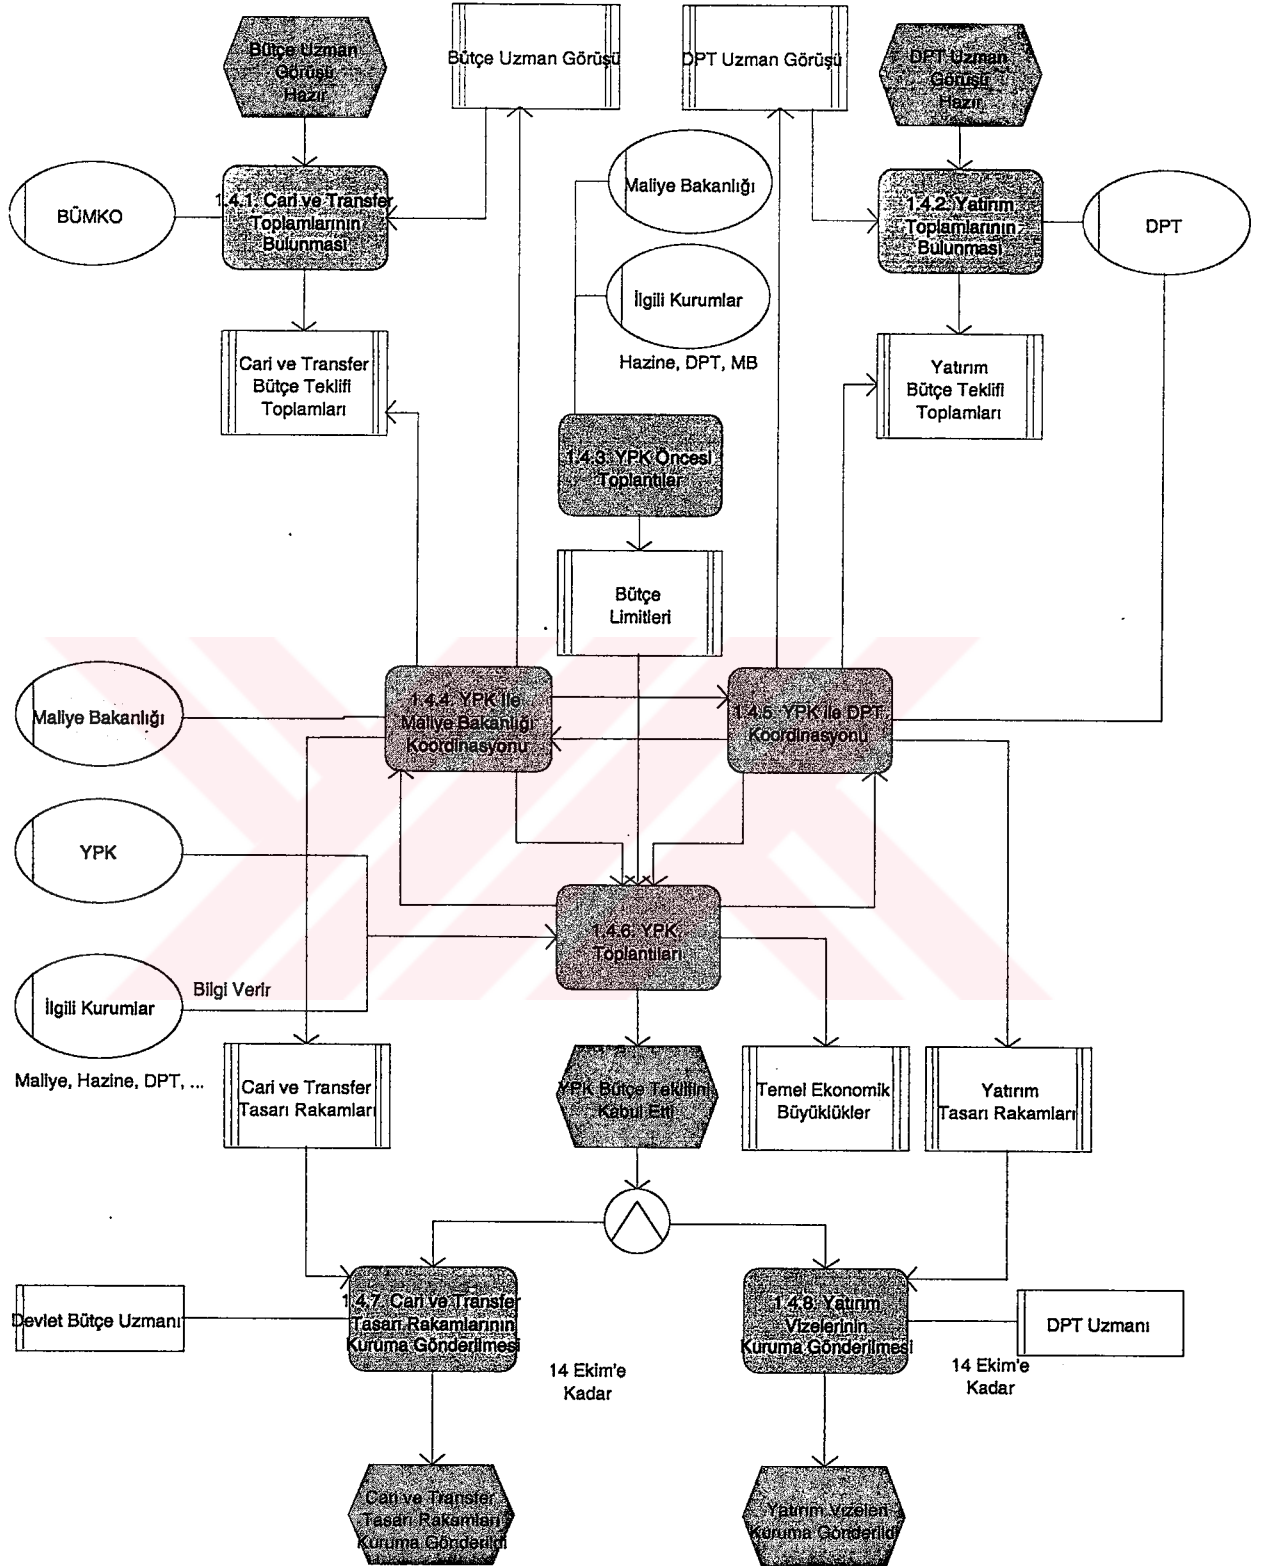 Bütçe Uzman
Görüşü
Hazır
Bütçe Uzman Görüşü
DPT Uzman Görüşü
DPT Uzman
Görüşü
Hazır
BÜMKO
1.4.1. Cari ve Transfer
Toplamlarının
Bulunması
Maliye Bakanlığı
1.4.2. Yatırım
Toplamlarının
Bulunması
DPT
İlgili Kurumlar
Hazine, DPT, MB
Cari ve Transfer
Bütçe Teklifi
Toplamları
Yatırım
Bütçe Teklifi
Toplamları
1.4.3. YPK Öncesi
Toplantılar
Bütçe
Limitleri
Maliye Bakanlığı
1.4.4. YPK ile
Maliye Bakanlığı
Koordinasyonu
1.4.5. YPK ile DPT
Koordinasyonu
YPK
1.4.6. YPK
Toplantıları
İlgili Kurumlar
Bilgi Verir
Maliye, Hazine, DPT, ...
Cari ve Transfer
Tasarı Rakamları
YPK Bütçe Teklifini
Kabul Etti
Temel Ekonomik
Büyüklükler
Yatırım
Tasarı Rakamları
Devlet Bütçe Uzmanı
1.4.7. Cari ve Transfer
Tasarı Rakamlarının
Kuruma Gönderilmesi
14 Ekim'e
Kadar
1.4.8. Yatırım
Vizelerinin
Kuruma Gönderilmesi
DPT Uzmanı
14 Ekim'e
Kadar
Cari ve Transfer
Tasarı Rakamları
Kuruma Gönderildi
Yatırım Vizeleri
Kuruma Gönderildi